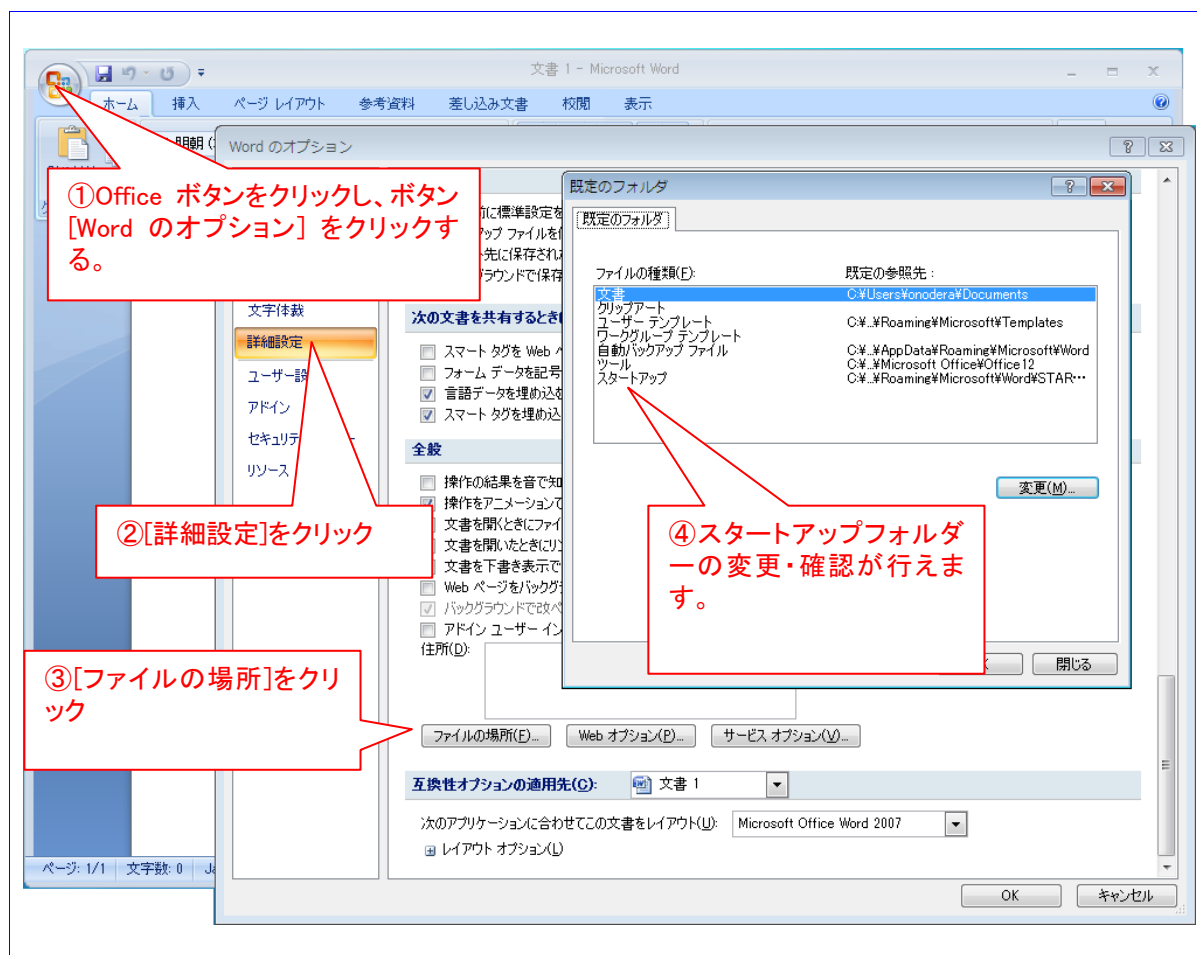 文書 1 - Microsoft Word
ホーム 挿入 ページ レイアウト 参考資料 差し込み文書 校閲 表示
Word のオプション
①Office ボタンをクリックし、ボタン
[Word のオプション] をクリックす
る。
文字体裁
詳細設定
アドイン
リソース
②[詳細設定]をクリック
③[ファイルの場所]をクリ
ック
次の文書を共有するとき
スマート タグを Web
フォーム データを記号
言語データを埋め込
スマート タグを埋め込
全般
操作の結果を音で
操作をアニメーションで
文書を開くときにファイ
文書を開いたときに
文書を下書き表示で
Web ページをバックグ
バックグラウンドで改ペ
アドイン ユーザー イン
住所(D):
ファイルの場所(F)... Web オプション(P)... サービス オプション(V)...
互換性オプションの適用先(C): 文書 1
次のアプリケーションに合わせてこの文書をレイアウト(U): Microsoft Office Word 2007
レイアウト オプション(L)
既定のフォルダ
既定のフォルダ
ファイルの種類(F): 既定の参照先 :
文書 C:¥Users¥onodera¥Documents
クリップアート
ユーザー テンプレート C:¥..¥Roaming¥Microsoft¥Templates
ワークグループ テンプレート
自動バックアップ ファイル C:¥..¥AppData¥Roaming¥Microsoft¥Word
ツール C:¥..¥Microsoft Office¥Office12
スタートアップ C:¥..¥Roaming¥Microsoft¥Word¥STAR…
変更(M)...
④スタートアップフォルダ
ーの変更・確認が行えま
す。
閉じる
ページ: 1/1 文字数: 0
OK キャンセル